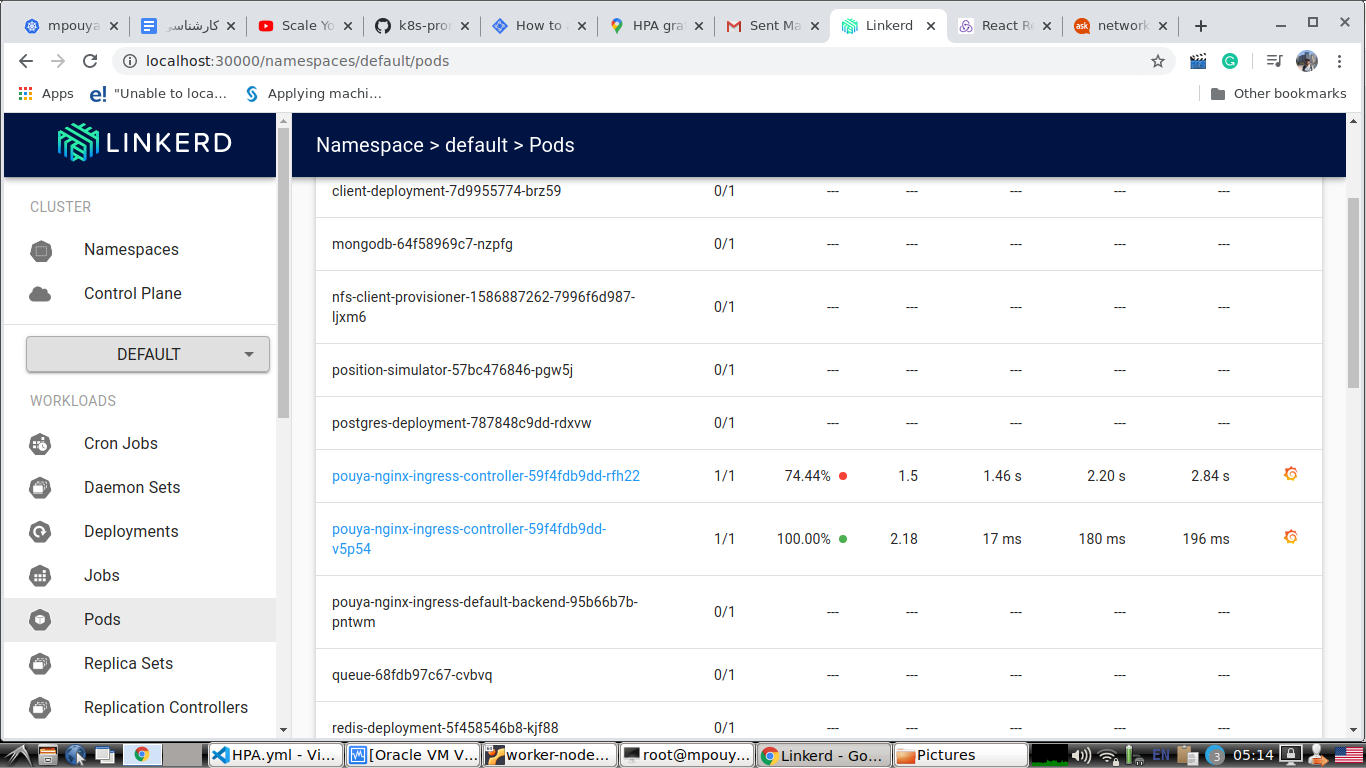 mpouya
کارشناسی
Scale Yo
k8s-pro
How to
HPA gra
Sent Ma
Linkerd
React R
network
localhost:30000/namespaces/default/pods
Apps
"Unable to loca...
Applying machi...
Other bookmarks
LINKERD
Namespace > default > Pods
CLUSTER
Namespaces
Control Plane
DEFAULT
WORKLOADS
Cron Jobs
Daemon Sets
Deployments
Jobs
Pods
Replica Sets
Replication Controllers
client-deployment-7d9955774-brz59 0/1 --- --- --- --- ---
mongodb-64f58969c7-nzpfg 0/1 --- --- --- --- ---
nfs-client-provisioner-1586887262-7996f6d987-
ljxm6 0/1 --- --- --- --- ---
position-simulator-57bc476846-pgw5j 0/1 --- --- --- --- ---
postgres-deployment-787848c9dd-rdxvw 0/1 --- --- --- --- ---
pouya-nginx-ingress-controller-59f4fdb9dd-rfh22 1/1 74.44% 1.5 1.46 s 2.20 s 2.84 s
pouya-nginx-ingress-controller-59f4fdb9dd-
v5p54 1/1 100.00% 2.18 17 ms 180 ms 196 ms
pouya-nginx-ingress-default-backend-95b66b7b-
pntwm 0/1 --- --- --- --- ---
queue-68fdb97c67-cvbvq 0/1 --- --- --- --- ---
redis-deployment-5f458546b8-kjf88 0/1 --- --- --- --- ---
HPA.yml - Vi...
[Oracle VM V...
worker-node...
root@mpouy...
Linkerd - Go...
Pictures
EN
3
05:14